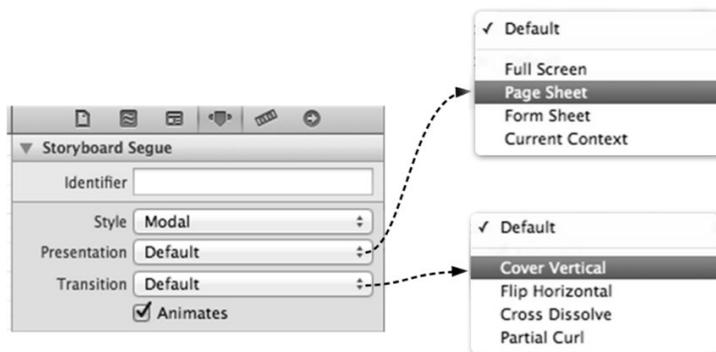 Storyboard Segue
Identifier
Style Modal
Presentation Default
Transition Default
Animates
✓ Default
Full Screen
Page Sheet
Form Sheet
Current Context
✓ Default
Cover Vertical
Flip Horizontal
Cross Dissolve
Partial Curl